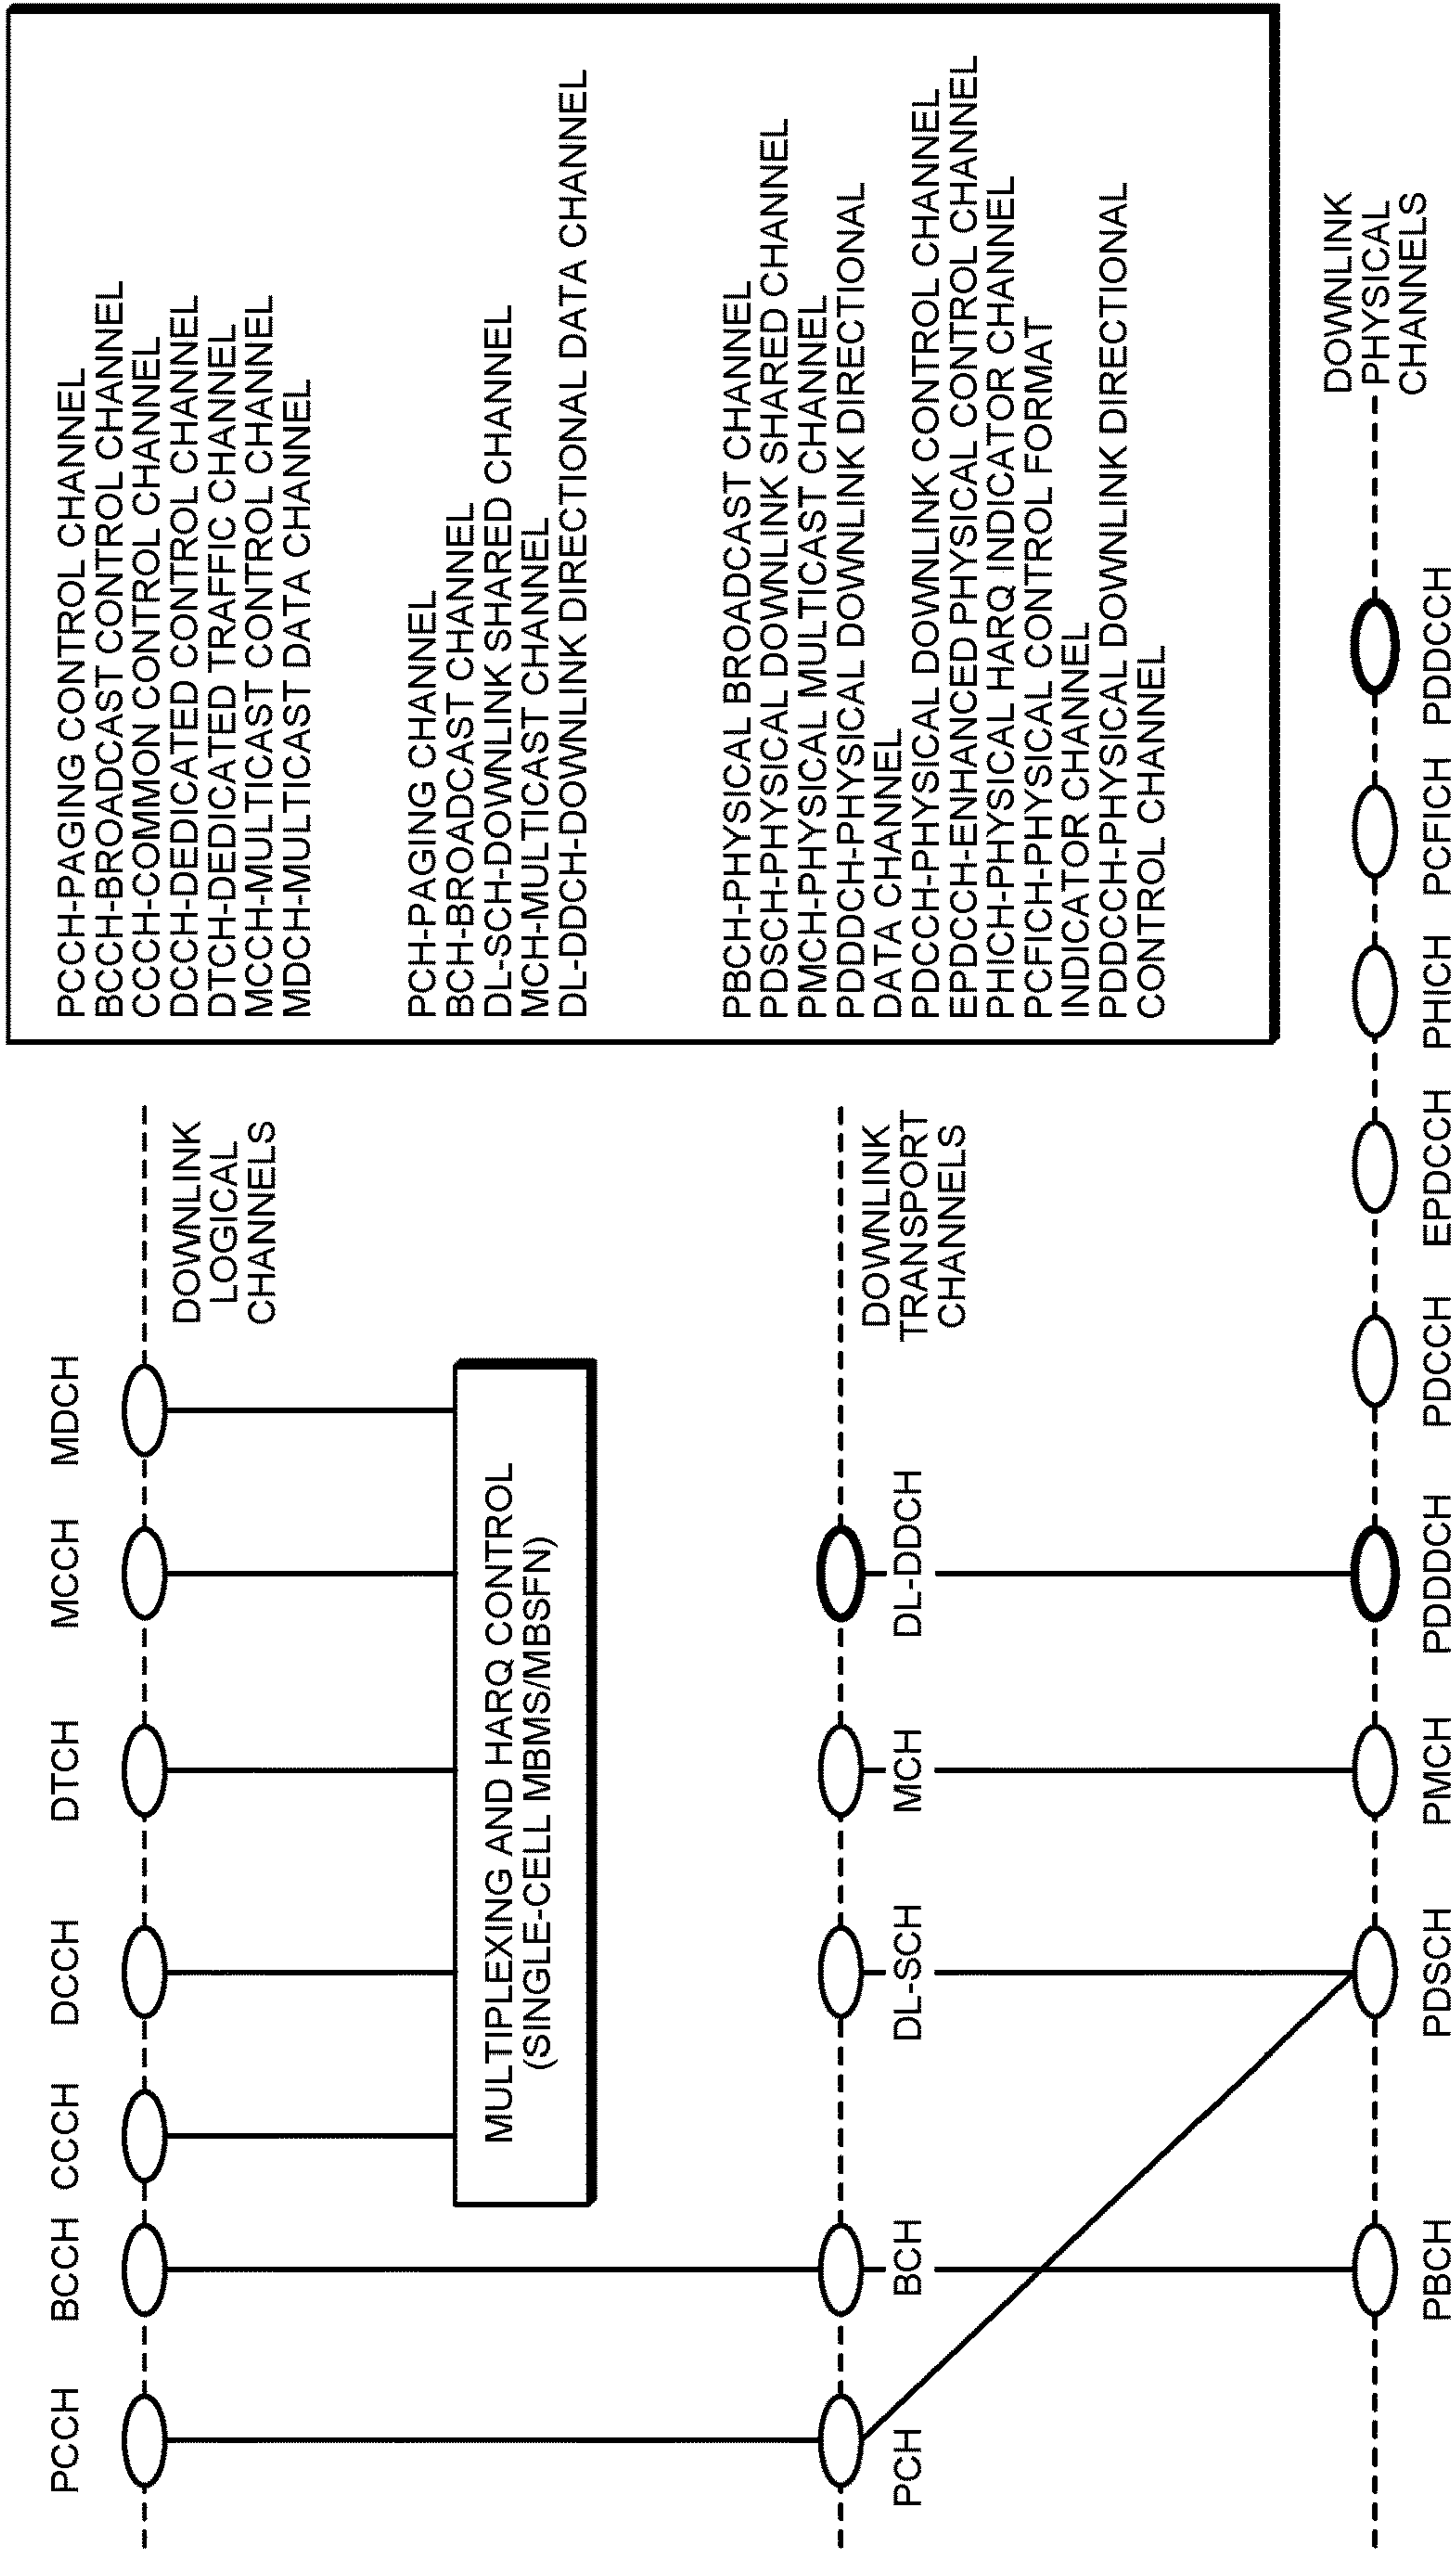 PCCH
BCCH
CCCH
DCCH
DTCH
MCCH
MDCH
DOWNLINK
LOGICAL
CHANNELS
MULTIPLEXING AND HARQ CONTROL
(SINGLE-CELL MBMS/MBSFN)
PCH
BCH
DL-SCH
MCH
DL-DDCH
DOWNLINK
TRANSPORT
CHANNELS
PBCH
PDSCH
PMCH
PDDDCH
PDCCH
EPDCCH
PHICH
PCFICH
PDDCCH
DOWNLINK
PHYSICAL
CHANNELS
PCCH-PAGING CONTROL CHANNEL
BCCH-BROADCAST CONTROL CHANNEL
CCCH-COMMON CONTROL CHANNEL
DCCH-DEDICATED CONTROL CHANNEL
DTCH-DEDICATED TRAFFIC CHANNEL
MCCH-MULTICAST CONTROL CHANNEL
MDCH-MULTICAST DATA CHANNEL
PCH-PAGING CHANNEL
BCH-BROADCAST CHANNEL
DL-SCH-DOWNLINK SHARED CHANNEL
MCH-MULTICAST CHANNEL
DL-DDCH-DOWNLINK DIRECTIONAL DATA CHANNEL
PBCH-PHYSICAL BROADCAST CHANNEL
PDSCH-PHYSICAL DOWNLINK SHARED CHANNEL
PMCH-PHYSICAL MULTICAST CHANNEL
PDDDCH-PHYSICAL DOWNLINK DIRECTIONAL
DATA CHANNEL
PDCCH-PHYSICAL DOWNLINK CONTROL CHANNEL
EPDCCH-ENHANCED PHYSICAL CONTROL CHANNEL
PHICH-PHYSICAL HARQ INDICATOR CHANNEL
PCFICH-PHYSICAL CONTROL FORMAT
INDICATOR CHANNEL
PDDCCH-PHYSICAL DOWNLINK DIRECTIONAL
CONTROL CHANNEL